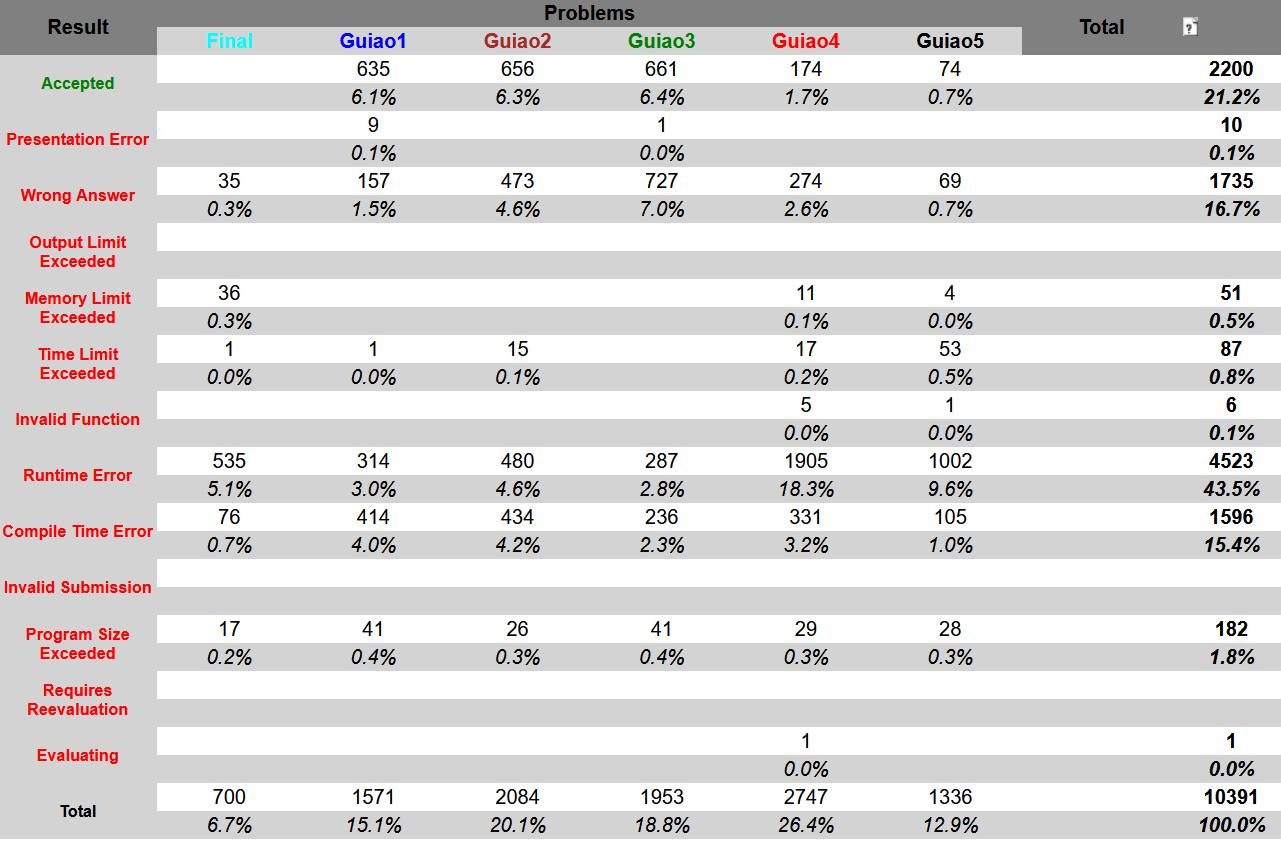 Result Problems Total
Final Guiao1 Guiao2 Guiao3 Guiao4 Guiao5
Accepted
635 656 661 174 74 2200
6.1% 6.3% 6.4% 1.7% 0.7% 21.2%
Presentation Error
9 1 10
0.1% 0.0% 0.1%
Wrong Answer
35 157 473 727 274 69 1735
0.3% 1.5% 4.6% 7.0% 2.6% 0.7% 16.7%
Output Limit
Exceeded
Memory Limit
Exceeded
36 11 4 51
0.3% 0.1% 0.0% 0.5%
Time Limit
Exceeded
1 1 15 17 53 87
0.0% 0.0% 0.1% 0.2% 0.5% 0.8%
Invalid Function
5 1 6
0.0% 0.0% 0.1%
Runtime Error
535 314 480 287 1905 1002 4523
5.1% 3.0% 4.6% 2.8% 18.3% 9.6% 43.5%
Compile Time Error
76 414 434 236 331 105 1596
0.7% 4.0% 4.2% 2.3% 3.2% 1.0% 15.4%
Invalid Submission
Program Size
Exceeded
17 41 26 41 29 28 182
0.2% 0.4% 0.3% 0.4% 0.3% 0.3% 1.8%
Requires
Reevaluation
Evaluating
1 1
0.0% 0.0%
Total
700 1571 2084 1953 2747 1336 10391
6.7% 15.1% 20.1% 18.8% 26.4% 12.9% 100.0%